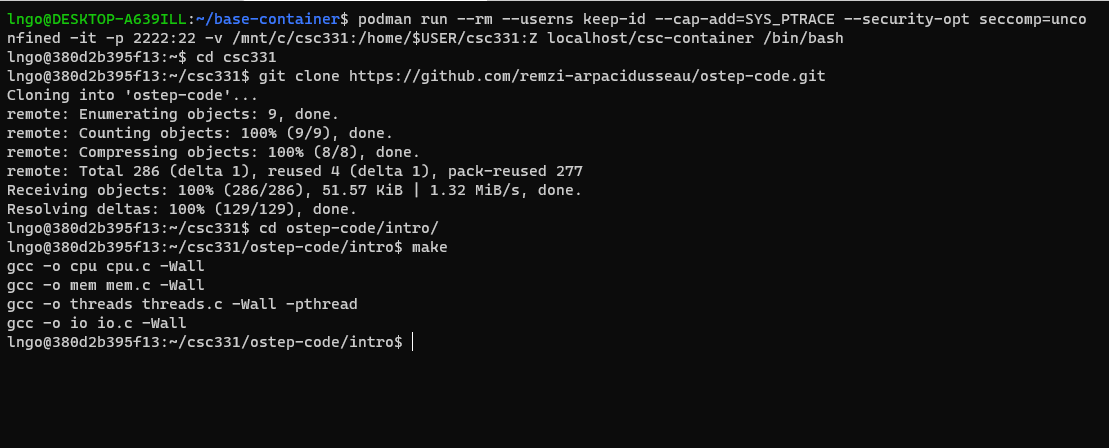 lngo@DESKTOP-A639ILL:~/base-container$ podman run --rm --userns keep-id --cap-add=SYS_PTRACE --security-opt seccomp=unco
nfined -it -p 2222:22 -v /mnt/c/csc331:/home/$USER/csc331:Z localhost/csc-container /bin/bash
lngo@380d2b395f13:~$ cd csc331
lngo@380d2b395f13:~/csc331$ git clone https://github.com/remzi-arpacidusseau/ostep-code.git
Cloning into 'ostep-code'...
remote: Enumerating objects: 9, done.
remote: Counting objects: 100% (9/9), done.
remote: Compressing objects: 100% (8/8), done.
remote: Total 286 (delta 1), reused 4 (delta 1), pack-reused 277
Receiving objects: 100% (286/286), 51.57 KiB | 1.32 MiB/s, done.
Resolving deltas: 100% (129/129), done.
lngo@380d2b395f13:~/csc331$ cd ostep-code/intro/
lngo@380d2b395f13:~/csc331/ostep-code/intro$ make
gcc -o cpu cpu.c -Wall
gcc -o mem mem.c -Wall
gcc -o threads threads.c -Wall -pthread
gcc -o io io.c -Wall
lngo@380d2b395f13:~/csc331/ostep-code/intro$